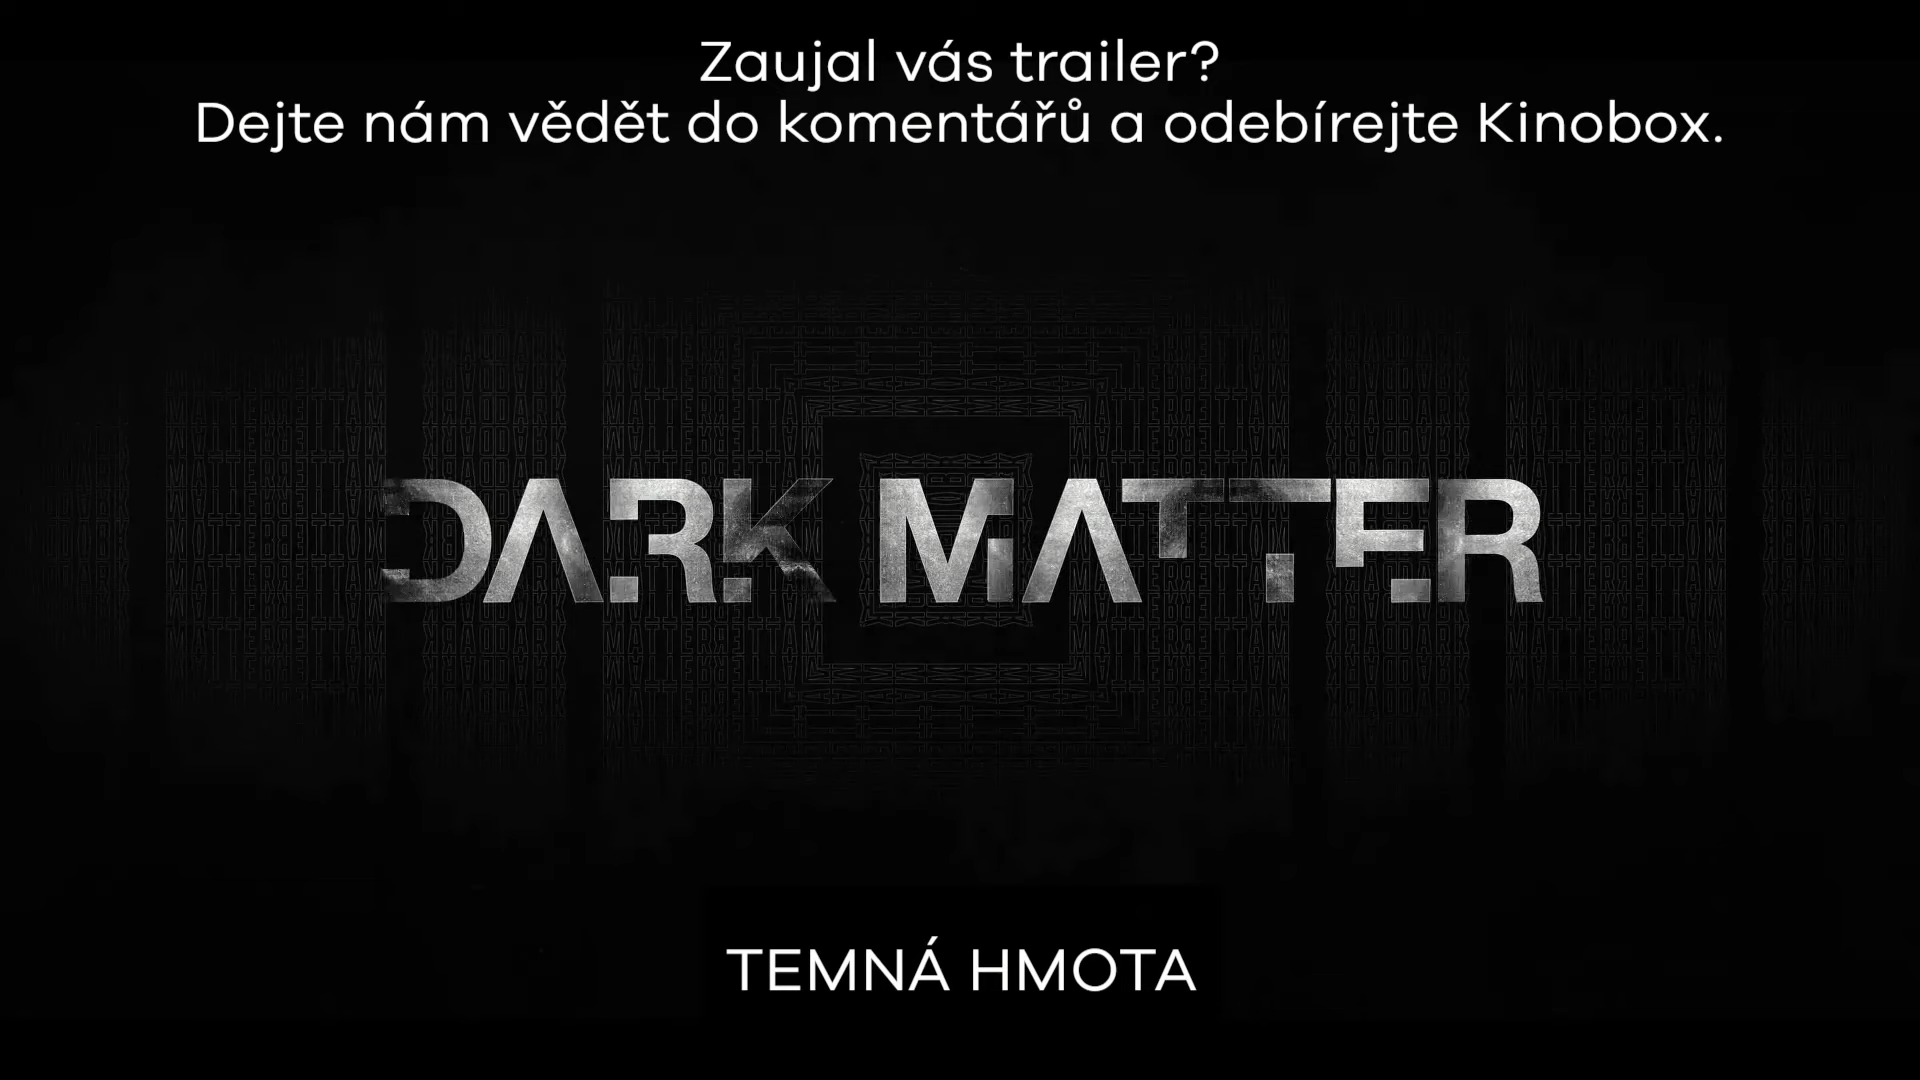 Zaujal vás trailer?
Dejte nám vědět do komentářů a odebírejte Kinobox.
DARK MATTER
TEMNÁ HMOTA